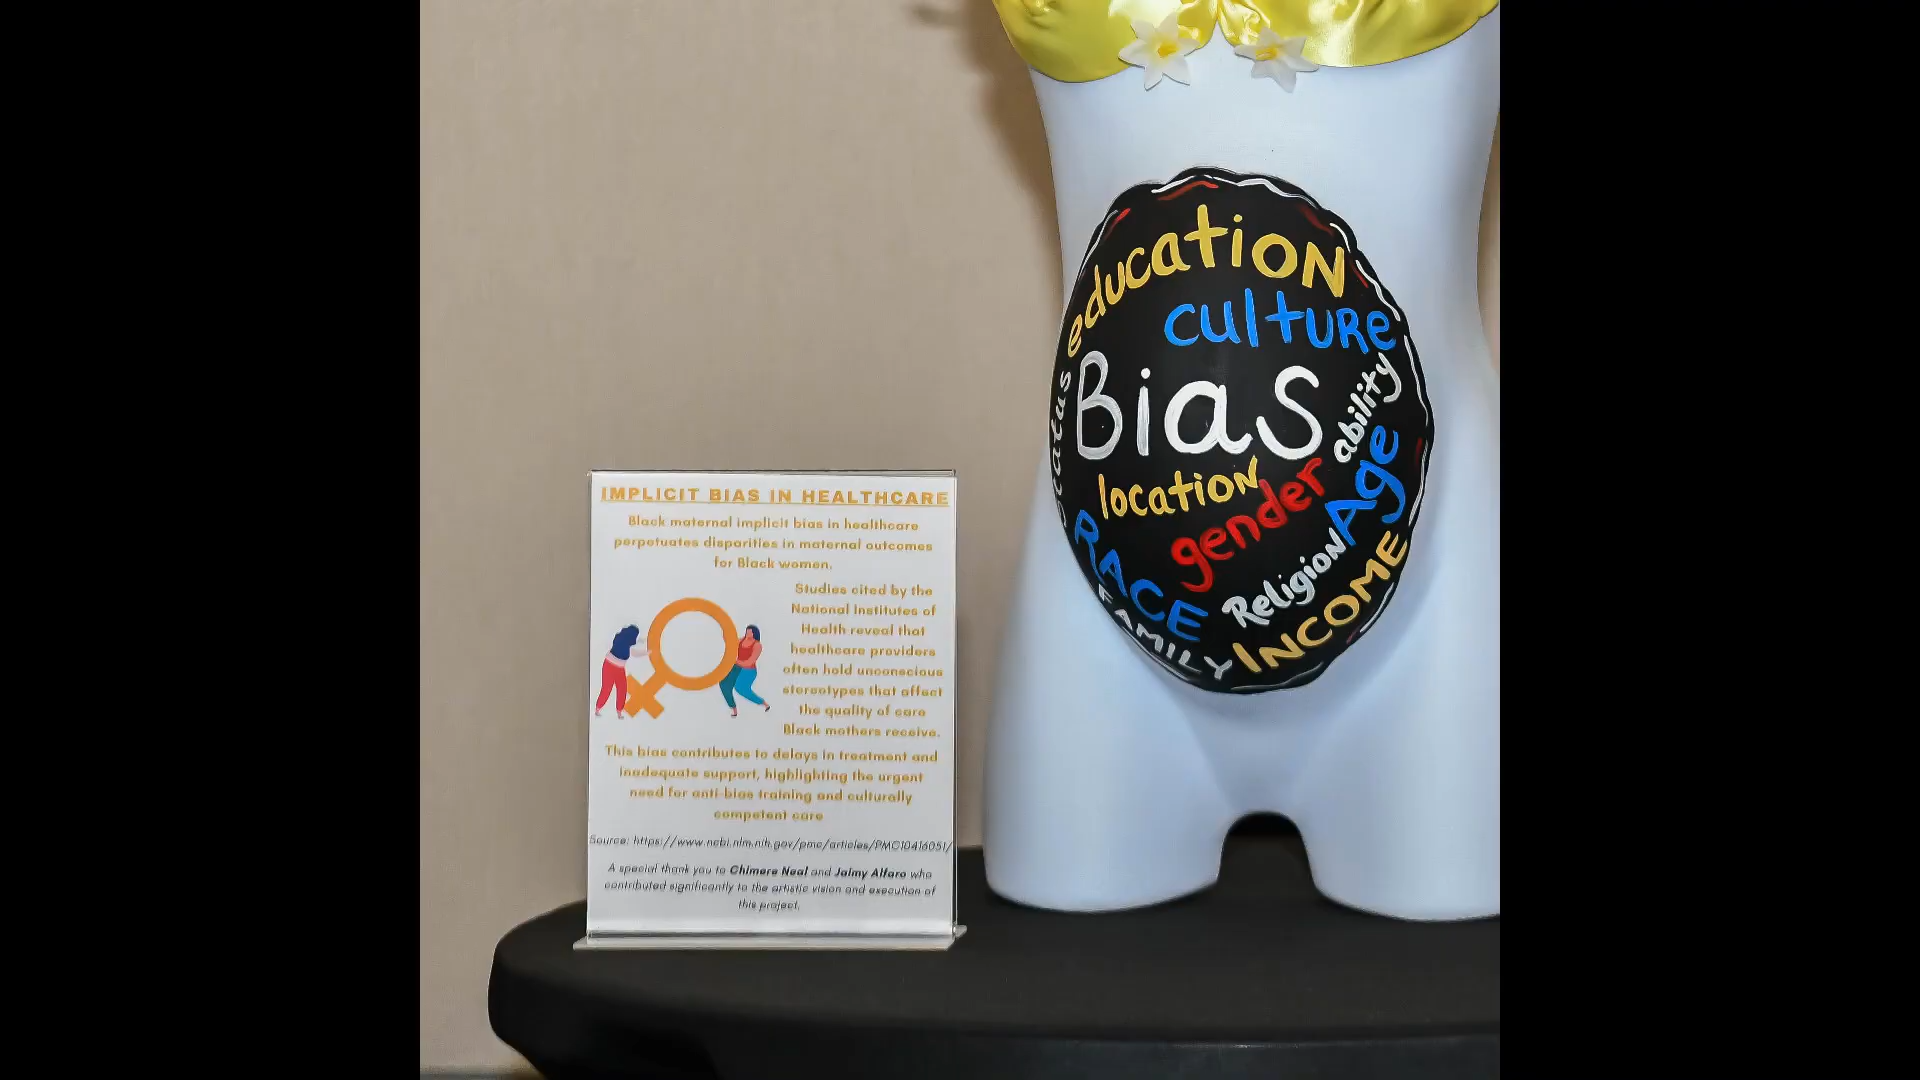 IMPLICIT BIAS IN HEALTHCARE
Black maternal implicit bias in healthcare
perpetuates disparities in maternal outcomes
for Black women.
Studies cited by the
National Institutes of
Health reveal that
healthcare providers
often hold unconscious
stereotypes that affect
the quality of care
Black mothers receive.
This bias contributes to delays in treatment and
inadequate support, highlighting the urgent
need for anti-bias training and culturally
competent care
Source: https://www.ncbi.nlm.nih.gov/pmc/articles/PMC10416051/
A special thank you to Chimere Neal and Jaimy Alfaro who
contributed significantly to the artistic vision and execution of
this project.
education
culture
Bias
status
ability
location
gender
Age
RACE
Religion
INCOME
FAMILY